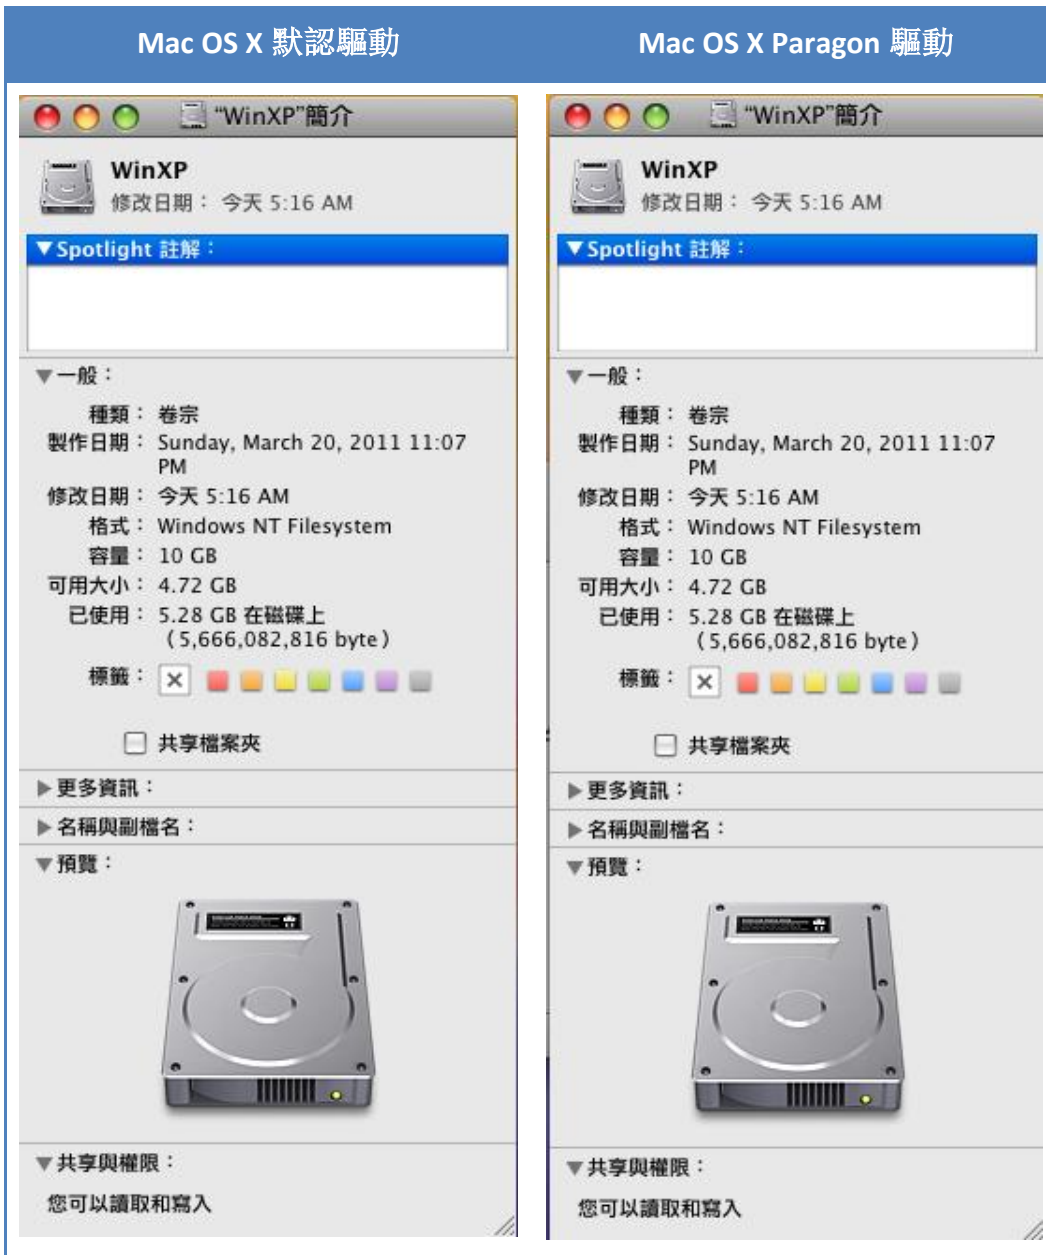 Mac OS X 默認驅動
“WinXP”簡介
WinXP
修改日期： 今天 5:16 AM
Spotlight 註解：
一般：
種類： 卷宗
製作日期： Sunday, March 20, 2011 11:07
PM
修改日期： 今天 5:16 AM
格式： Windows NT Filesystem
容量： 10 GB
可用大小： 4.72 GB
已使用： 5.28 GB 在磁碟上
（5,666,082,816 byte）
標籤：
共享檔案夾
更多資訊：
名稱與副檔名：
預覽：
共享與權限：
您可以讀取和寫入
Mac OS X Paragon 驅動
“WinXP”簡介
WinXP
修改日期： 今天 5:16 AM
Spotlight 註解：
一般：
種類： 卷宗
製作日期： Sunday, March 20, 2011 11:07
PM
修改日期： 今天 5:16 AM
格式： Windows NT Filesystem
容量： 10 GB
可用大小： 4.72 GB
已使用： 5.28 GB 在磁碟上
（5,666,082,816 byte）
標籤：
共享檔案夾
更多資訊：
名稱與副檔名：
預覽：
共享與權限：
您可以讀取和寫入